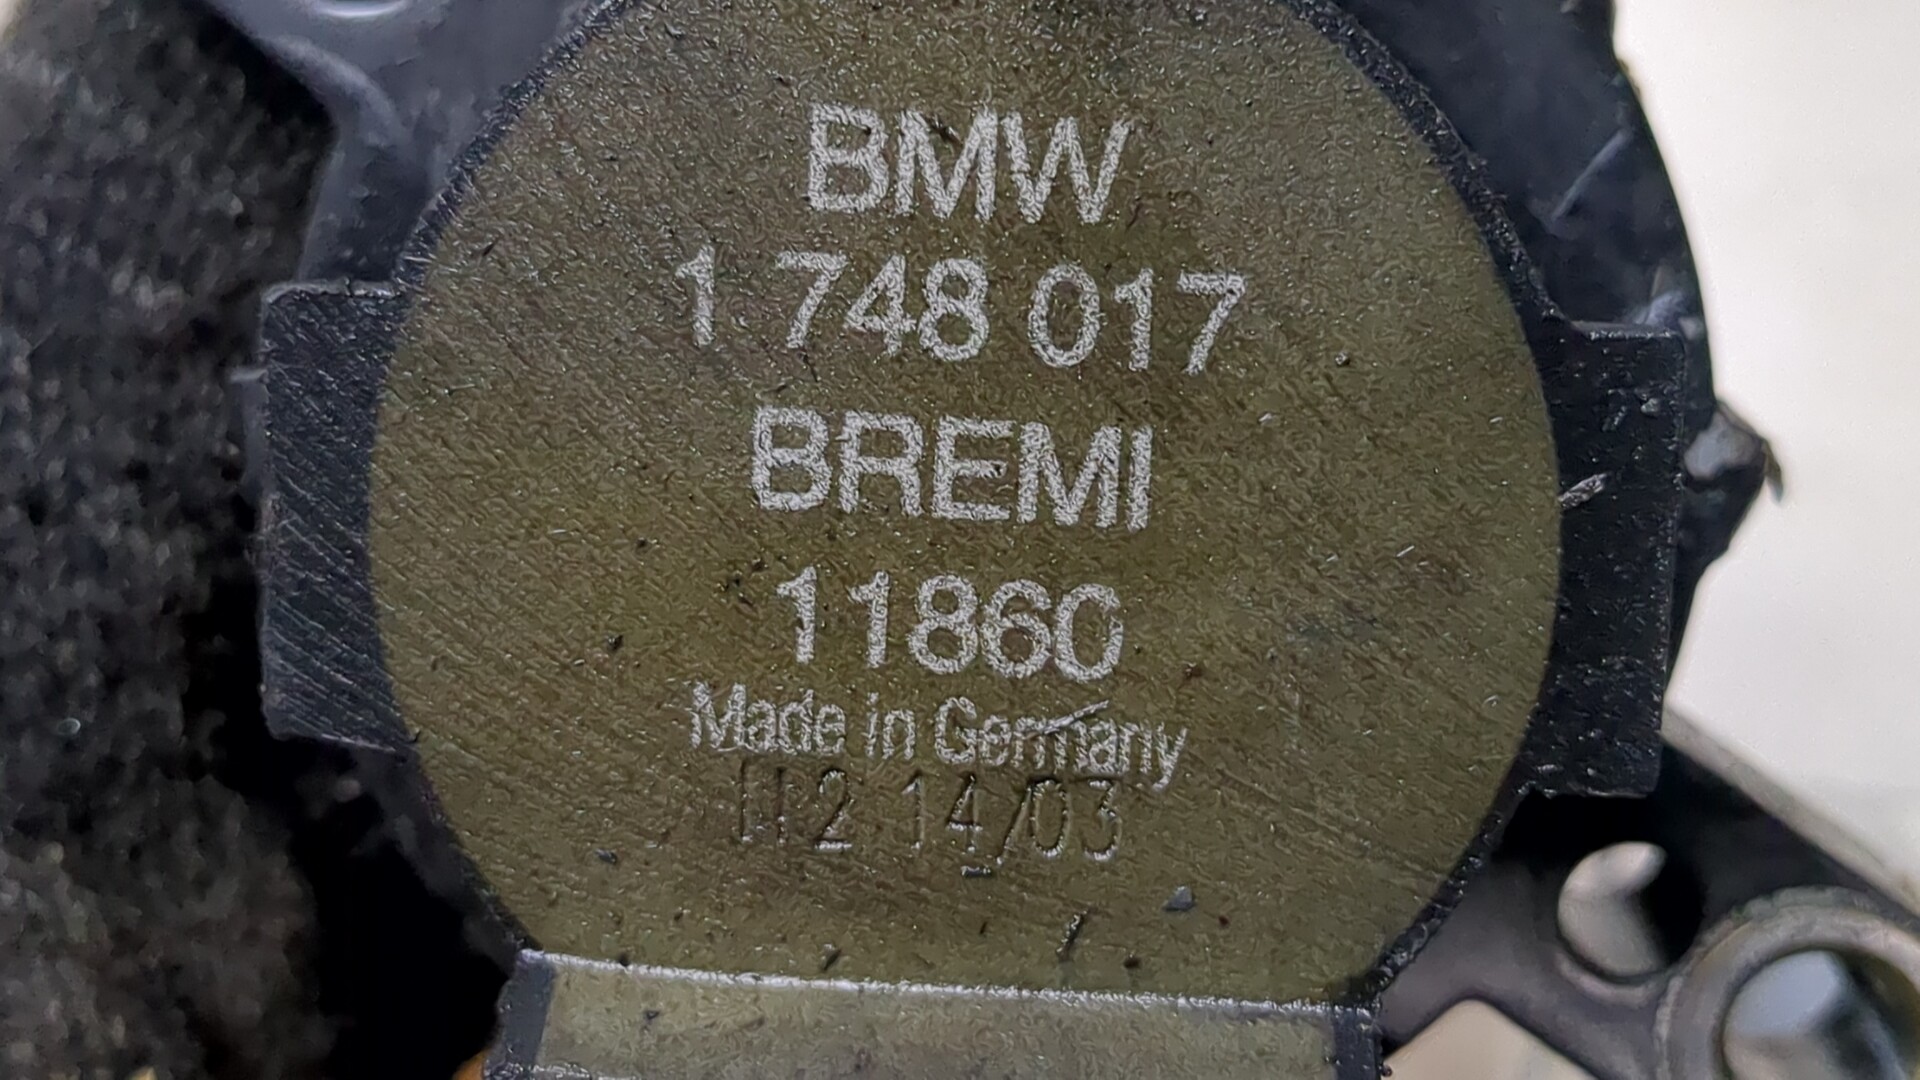 BMW
1 748 017
BREMI
11860
Made in Germany
112 14/03